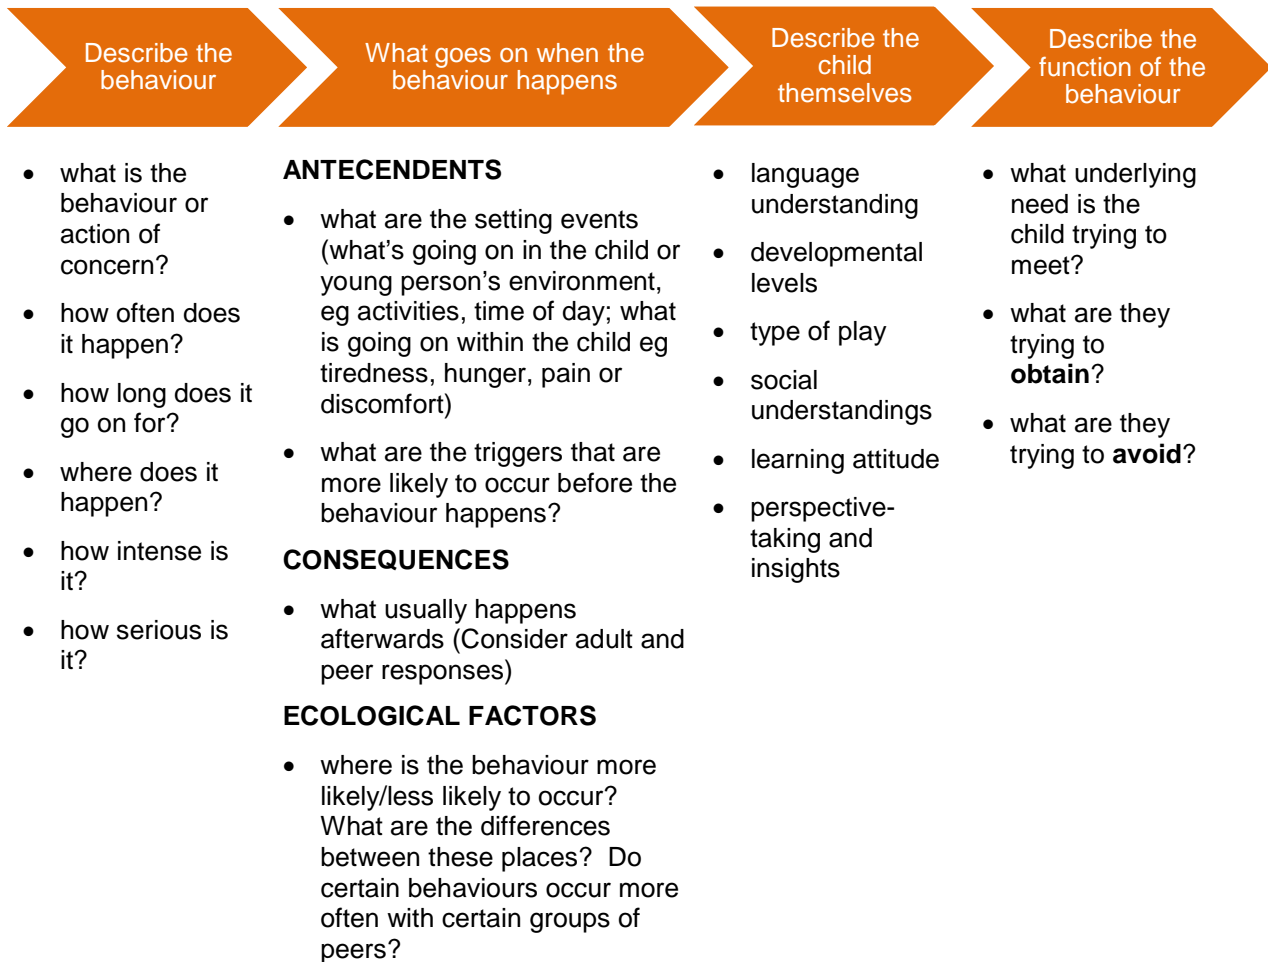 Describe the
behaviour
What goes on when the
behaviour happens
Describe the
child
themselves
Describe the
function of the
behaviour
• what is the
behaviour or
action of
concern?
• how often does
it happen?
• how long does it
go on for?
• where does it
happen?
• how intense is
it?
• how serious is
it?
ANTECENDENTS
• what are the setting events
(what's going on in the child or
young person's environment,
eg activities, time of day; what
is going on within the child eg
tiredness, hunger, pain or
discomfort)
• what are the triggers that are
more likely to occur before the
behaviour happens?
CONSEQUENCES
• what usually happens
afterwards (Consider adult and
peer responses)
ECOLOGICAL FACTORS
• where is the behaviour more
likely/less likely to occur?
What are the differences
between these places?  Do
certain behaviours occur more
often with certain groups of
peers?
• language
understanding
• developmental
levels
• type of play
• social
understandings
• learning attitude
• perspective-
taking and
insights
• what underlying
need is the
child trying to
meet?
• what are they
trying to
obtain?
• what are they
trying to avoid?